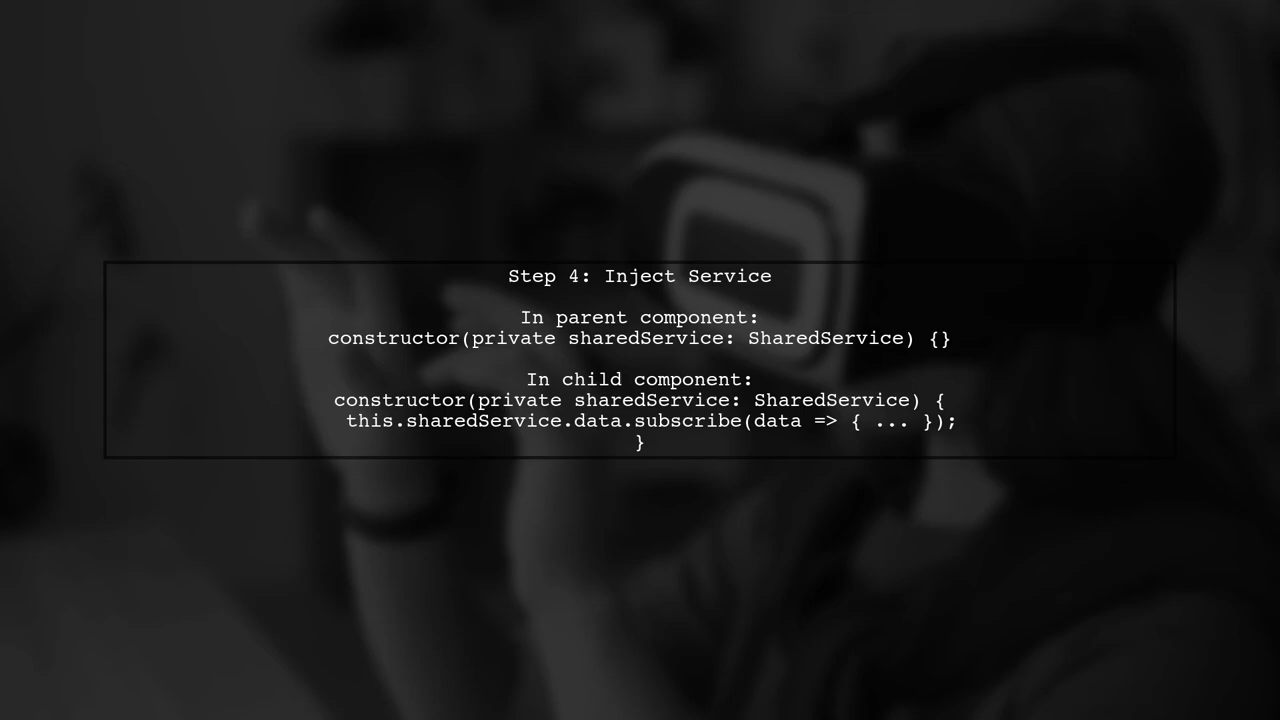 Step 4: Inject Service
In parent component:
constructor(private sharedService: SharedService) {}
In child component:
constructor(private sharedService: SharedService) {
this.sharedService.data.subscribe(data => { ... });
}